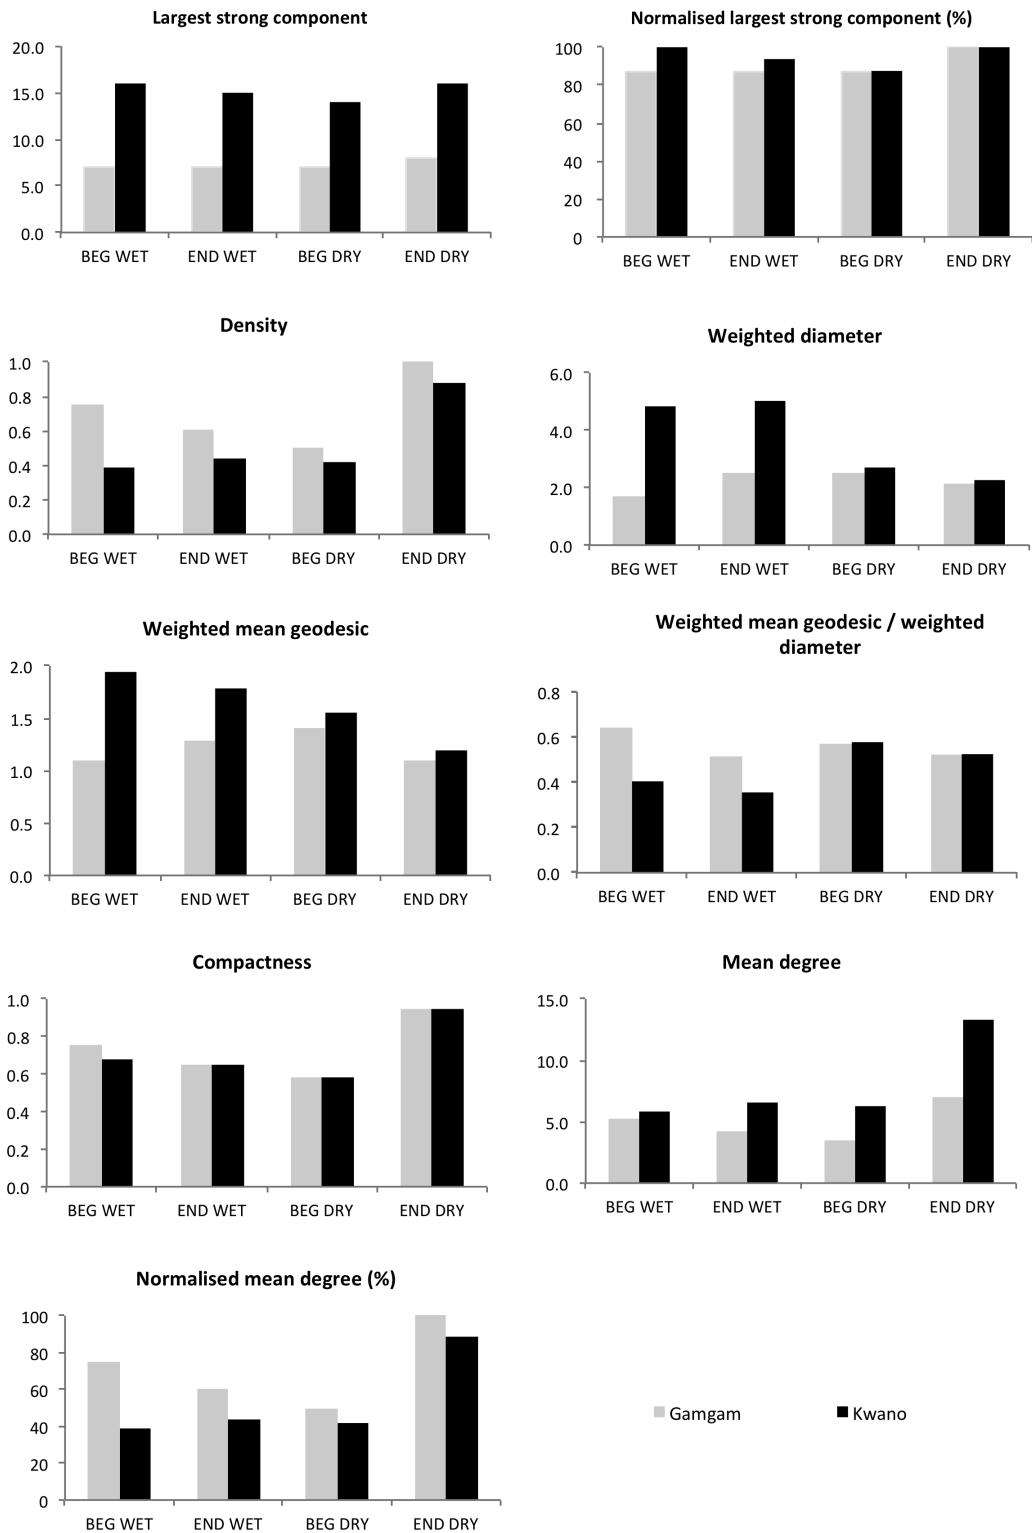 Largest strong component
20.0
15.0
10.0
5.0
0.0
BEG WET END WET BEG DRY END DRY
Normalised largest strong component (%)
100
80
60
40
20
0
BEG WET END WET BEG DRY END DRY
Density
1.0
0.8
0.6
0.4
0.2
0.0
BEG WET END WET BEG DRY END DRY
Weighted diameter
6.0
4.0
2.0
0.0
BEG WET END WET BEG DRY END DRY
Weighted mean geodesic
2.0
1.5
1.0
0.5
0.0
BEG WET END WET BEG DRY END DRY
Weighted mean geodesic / weighted
diameter
0.8
0.6
0.4
0.2
0.0
BEG WET END WET BEG DRY END DRY
Compactness
1.0
0.8
0.6
0.4
0.2
0.0
BEG WET END WET BEG DRY END DRY
Mean degree
15.0
10.0
5.0
0.0
BEG WET END WET BEG DRY END DRY
Normalised mean degree (%)
100
80
60
40
20
0
BEG WET END WET BEG DRY END DRY
Gamgam Kwano